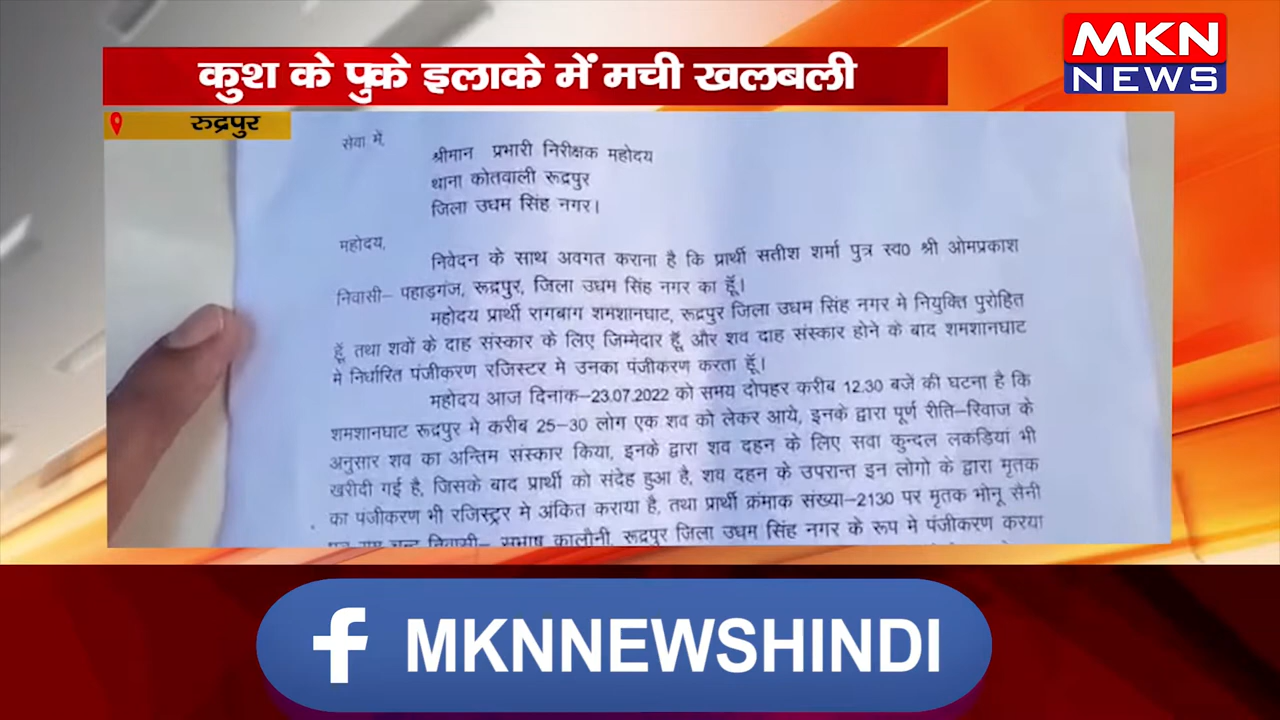 कुश के पुतले इलाके में मची खलबली
MKN
NEWS
रुद्रपुर
सेवा में,
श्रीमान प्रभारी निरीक्षक महोदय
थाना कोतवाली रूद्रपुर
जिला उधम सिंह नगर।
महोदय,
निवेदन के साथ अवगत कराना है कि प्रार्थी सतीश शर्मा पुत्र स्व0 श्री ओमप्रकाश
निवासी– पहाड़गंज, रूद्रपुर, जिला उधम सिंह नगर का हूँ।
महोदय प्रार्थी रागबाग शमशानघाट, रूद्रपुर जिला उधम सिंह नगर मे नियुक्ति पुरोहित
हूँ, तथा शवों के दाह संस्कार के लिए जिम्मेदार हूँ, और शव दाह संस्कार होने के बाद शमशानघाट
मे निर्धारित पंजीकरण रजिस्टर मे उनका पंजीकरण करता हूँ।
महोदय आज दिनाक–23.07.2022 को समय दोपहर करीब 12.30 बजें की घटना है कि
शमशानघाट रूद्रपुर मे करीब 25–30 लोग एक शव को लेकर आये, इनके द्वारा पूर्ण रीति–रिवाज के
अनुसार शव का अन्तिम संस्कार किया, इनके द्वारा शव दहन के लिए सवा कुन्दल लकड़ियां भी
खरीदी गई है, जिसके बाद प्रार्थी को संदेह हुआ है, शव दहन के उपरान्त इन लोगो के द्वारा मृतक
का पंजीकरण भी रजिस्ट्रर मे अंकित कराया है, तथा प्रार्थी क्रंमाक संख्या–2130 पर मृतक भोनू सैनी
निवासी– सुभाष कालौनी, रूद्रपुर जिला उधम सिंह नगर के रूप मे पंजीकरण करया
f MKNNEWSHINDI